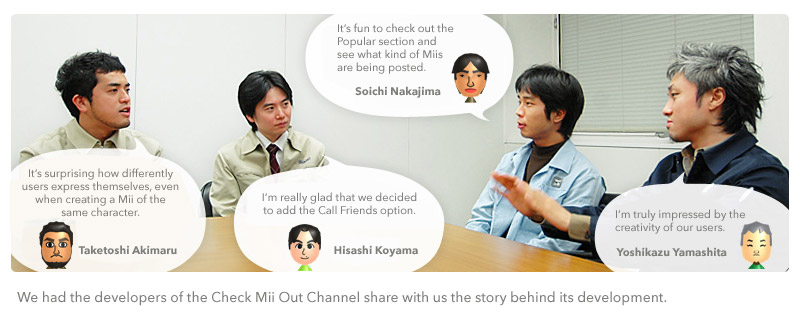 It's fun to check out the
Popular section and
see what kind of Miis
are being posted.
Soichi Nakajima
It's surprising how differently
users express themselves, even
when creating a Mii of the
same character.
Taketoshi Akimaru
I'm really glad that we decided
to add the Call Friends option.
Hisashi Koyama
I'm truly impressed by the
creativity of our users.
Yoshikazu Yamashita
We had the developers of the Check Mii Out Channel share with us the story behind its development.